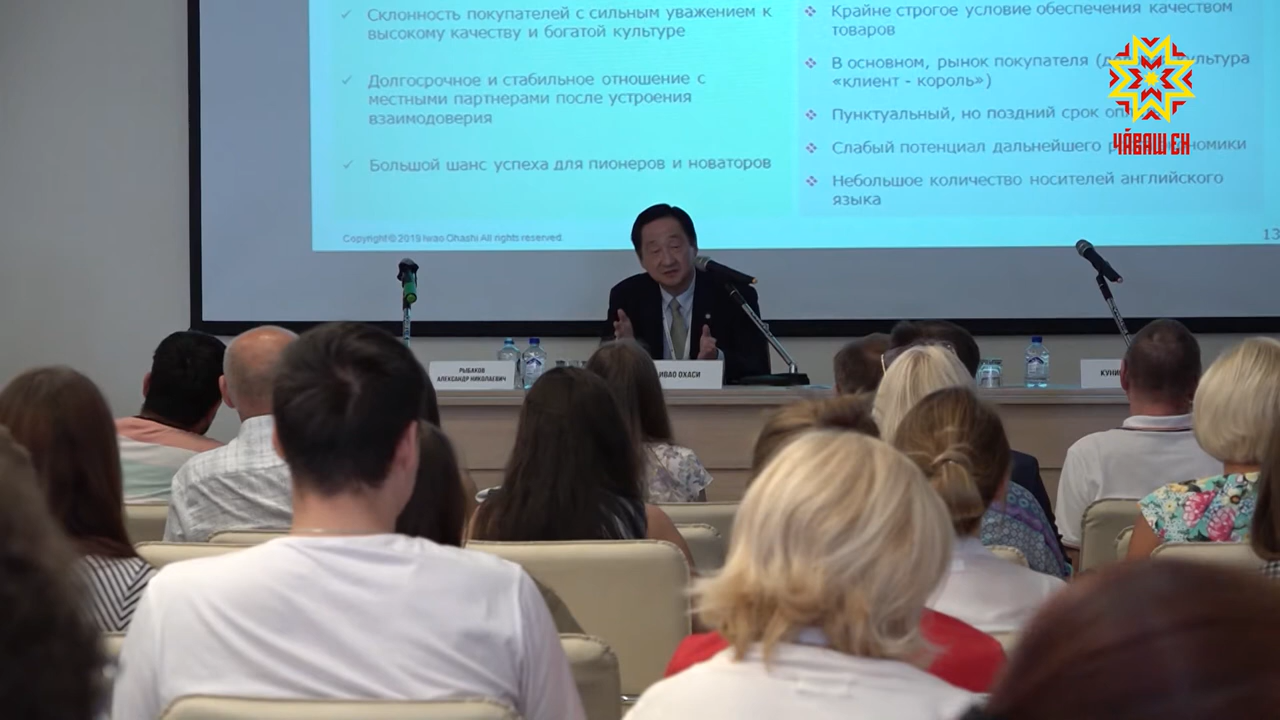 Склонность покупателей с сильным уважением к
высокому качеству и богатой культуре
Долгосрочное и стабильное отношение с
местными партнерами после устроения
взаимодоверия
Большой шанс успеха для пионеров и новаторов
Крайне строгое условие обеспечения качеством
товаров
В основном, рынок покупателя
«клиент - король»)
Пунктуальный, но поздний срок
Слабый потенциал дальнейшего
Небольшое количество носителей английского
языка
Copyright © 2019 Iwao Ohashi All rights reserved.
13
ЧӐВАШ ЕН
РЫБАКОВ
АЛЕКСАНДР НИКОЛАЕВИЧ
ИВАО ОХАСИ